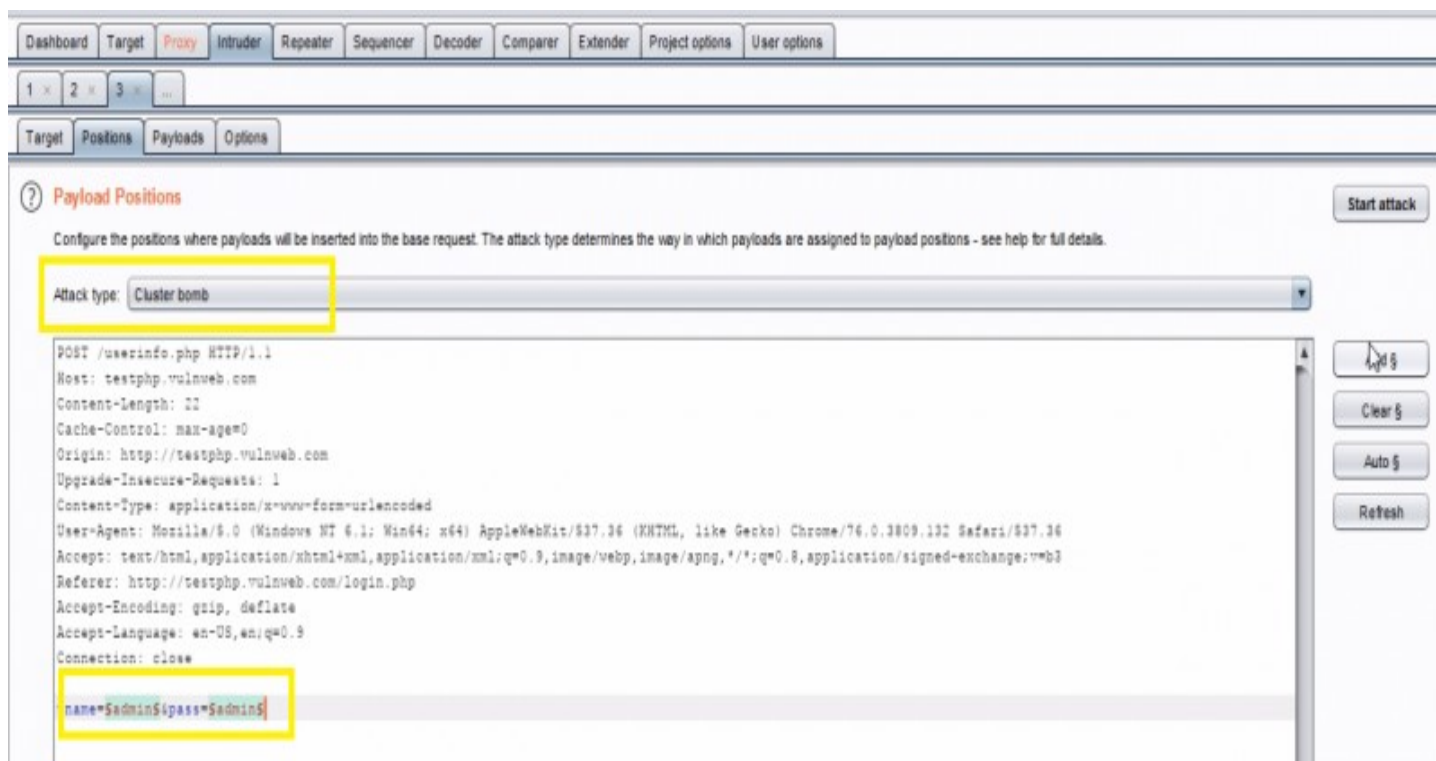 Dashboard Target Proxy Intruder Repeater Sequencer Decoder Comparer Extender Project options User options
1 × 2 × 3 × ...
Target Positions Payloads Options
? Payload Positions
Start attack
Configure the positions where payloads will be inserted into the base request. The attack type determines the way in which payloads are assigned to payload positions - see help for full details.
Attack type: Cluster bomb
POST /userinfo.php HTTP/1.1
Host: testphp.vulnweb.com
Content-Length: 22
Cache-Control: max-age=0
Origin: http://testphp.vulnweb.com
Upgrade-Insecure-Requests: 1
Content-Type: application/x-www-form-urlencoded
User-Agent: Mozilla/5.0 (Windows NT 6.1; Win64; x64) AppleWebKit/537.36 (KHTML, like Gecko) Chrome/76.0.3809.132 Safari/537.36
Accept: text/html,application/xhtml+xml,application/xml;q=0.9,image/webp,image/apng,*/*;q=0.8,application/signed-exchange;v=b3
Referer: http://testphp.vulnweb.com/login.php
Accept-Encoding: gzip, deflate
Accept-Language: en-US,en;q=0.9
Connection: close
name=§admin§&pass=§admin§
§
Clear §
Auto §
Refresh